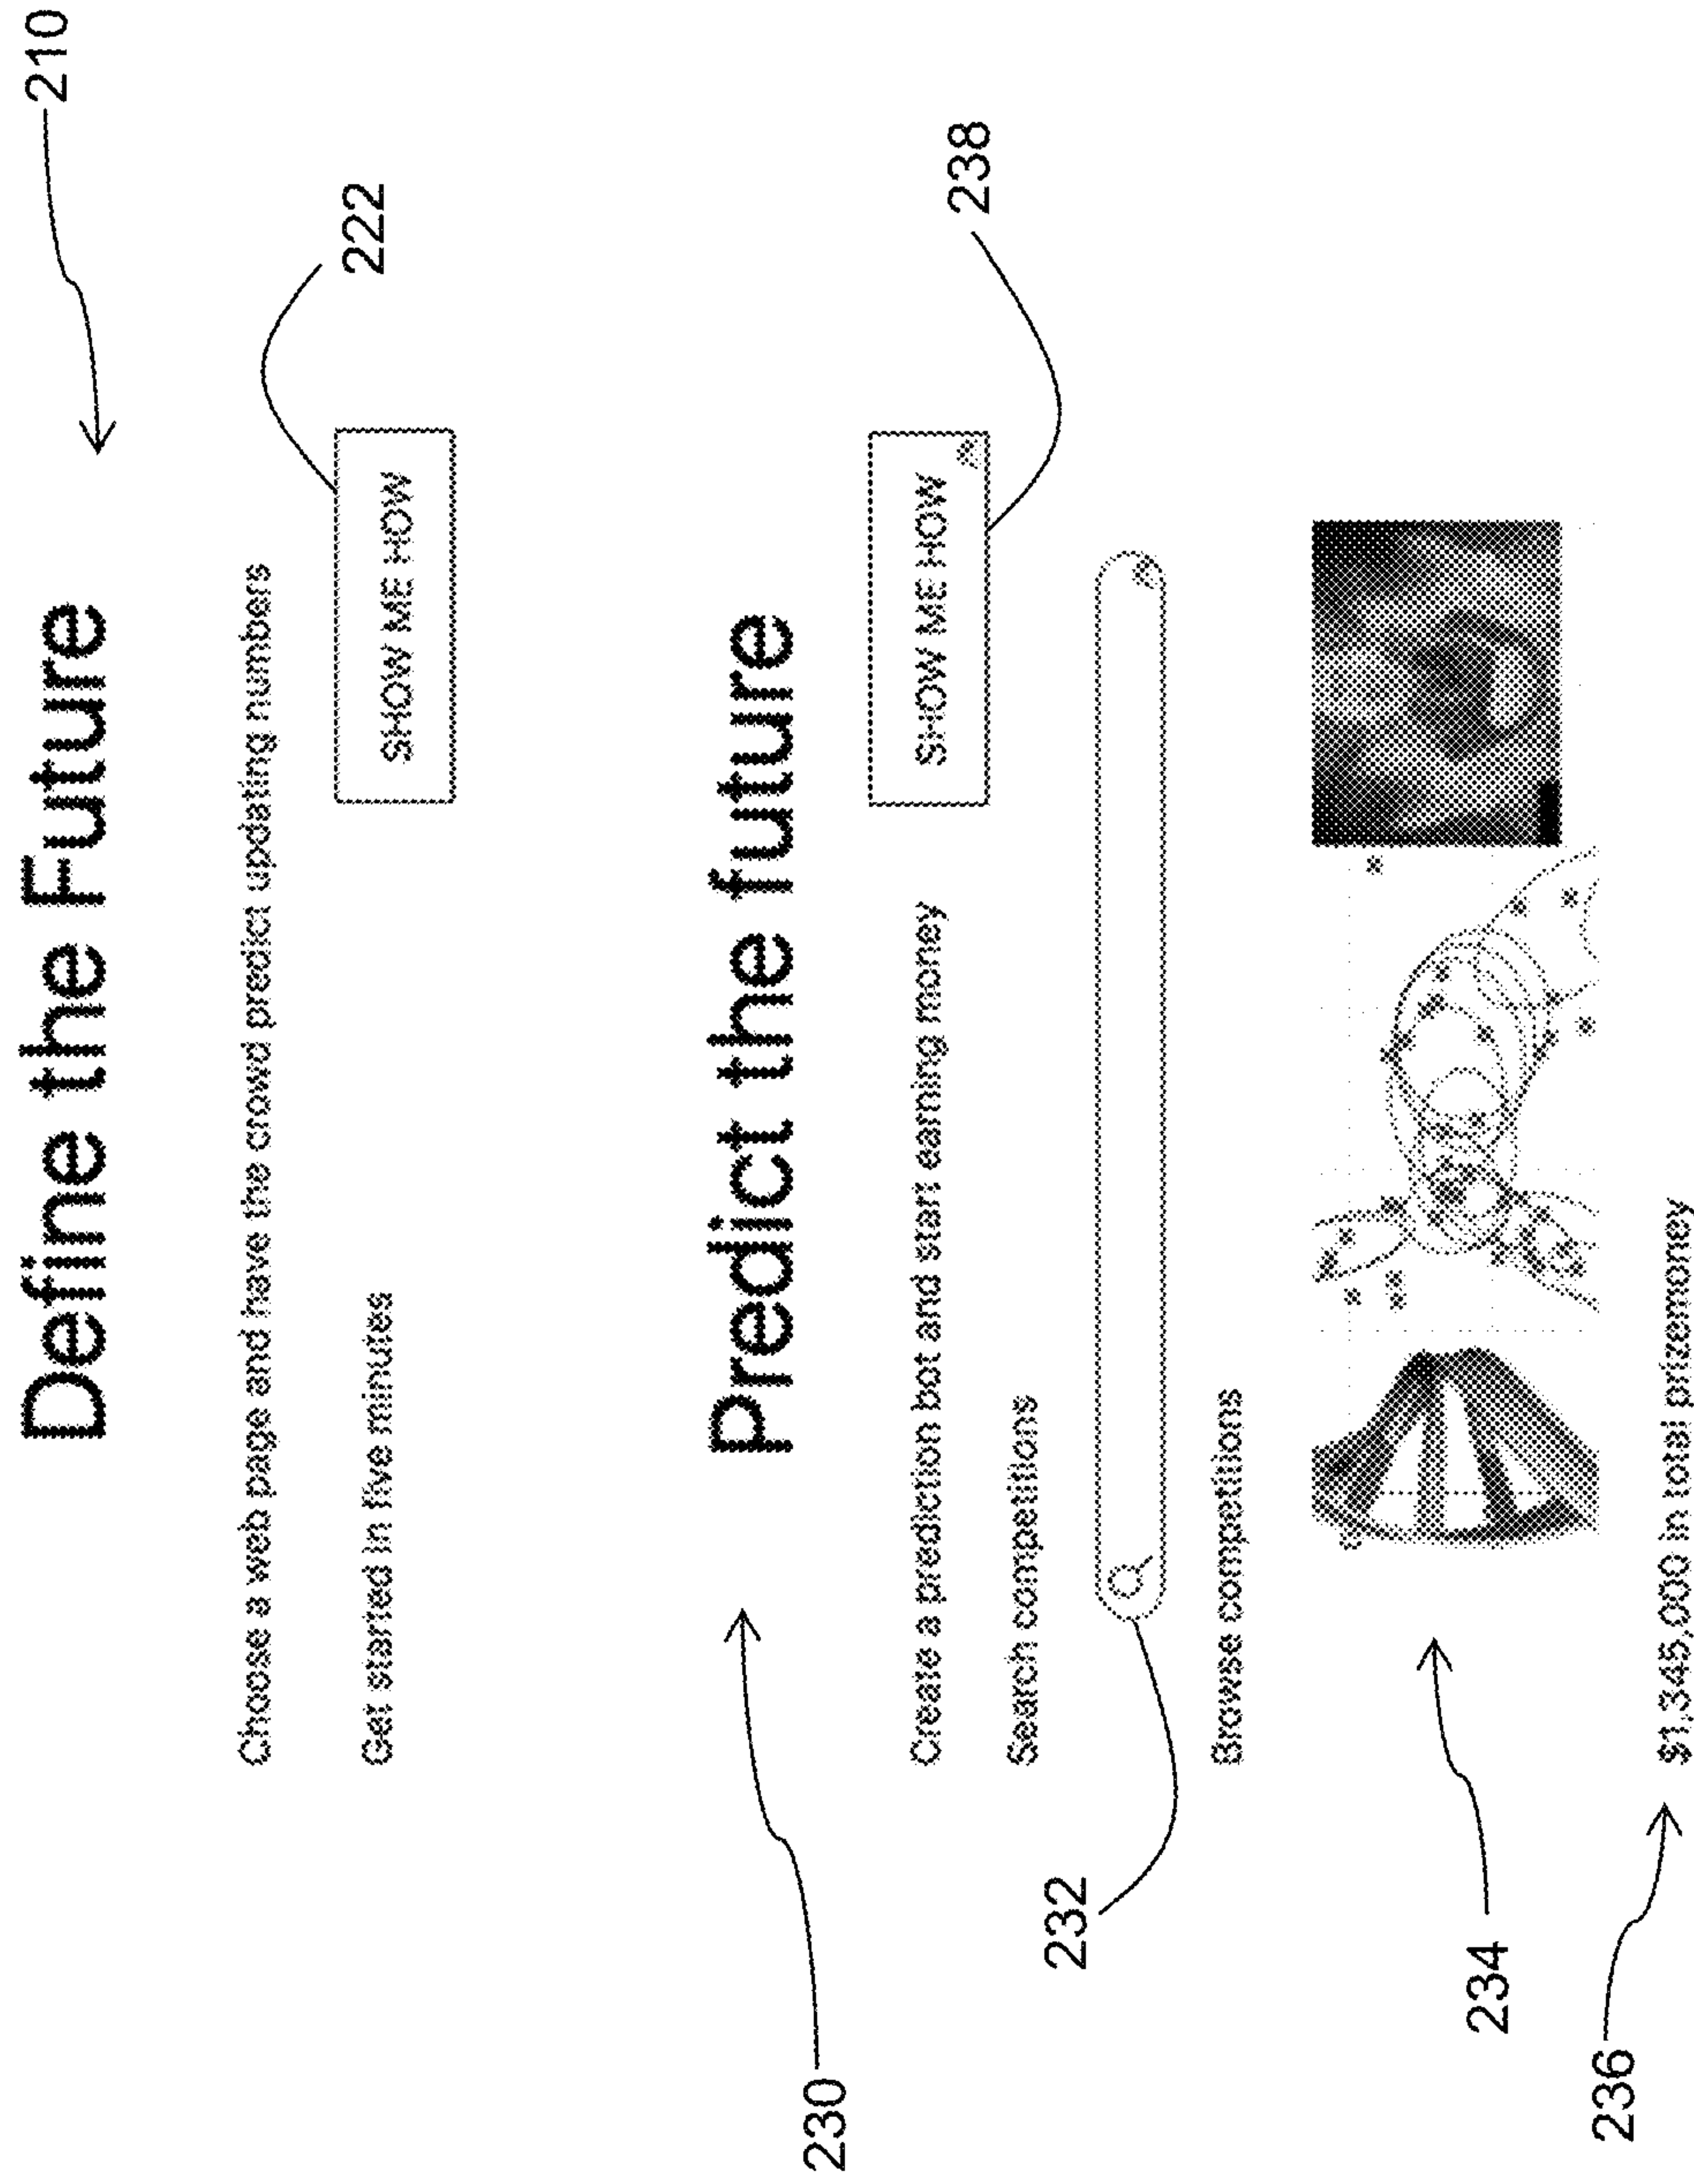 Define the Future
210
Choose a web page and have the crowd predict updating numbers
222
Get started in five minutes
SHOW ME HOW
230
Predict the future
Create a prediction bot and start earning money
SHOW ME HOW
238
Search competitions
232
Browse competitions
234
236
$1,345,000 in total prizemoney